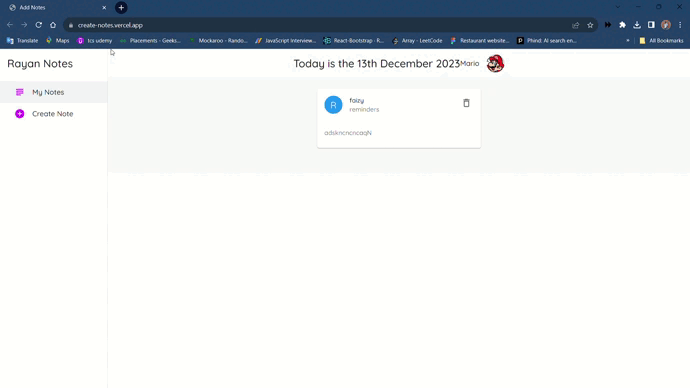 Add Notes
create-notes.vercel.app
Translate Maps tcs udemy Placements - Geeks... Mockaroo - Rando... JavaScript Interview... React-Bootstrap · R... Array - LeetCode Restaurant website... Phind: AI search en... » All Bookmarks
Rayan Notes
Today is the 13th December 2023 Mario
My Notes
Create Note
R
faizy
reminders
adskncncncaqN